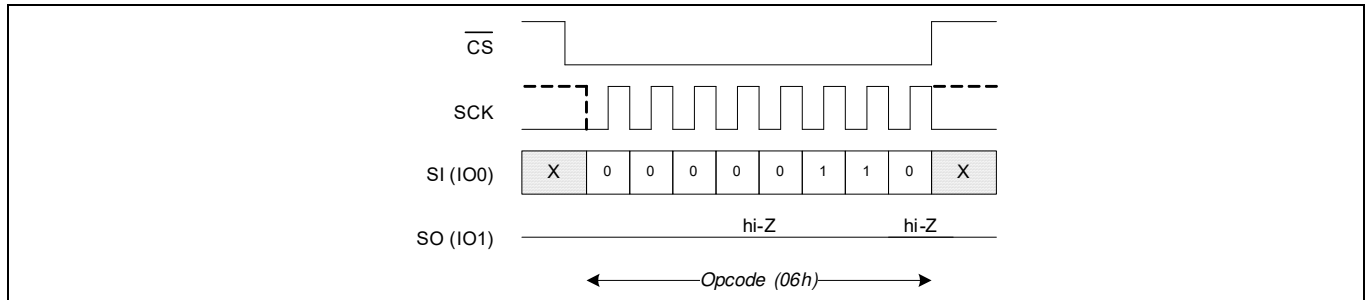 CS
SCK
SI (IO0) X 0 0 0 0 0 1 1 0 X
hi-Z hi-Z
SO (IO1)
Opcode (06h)